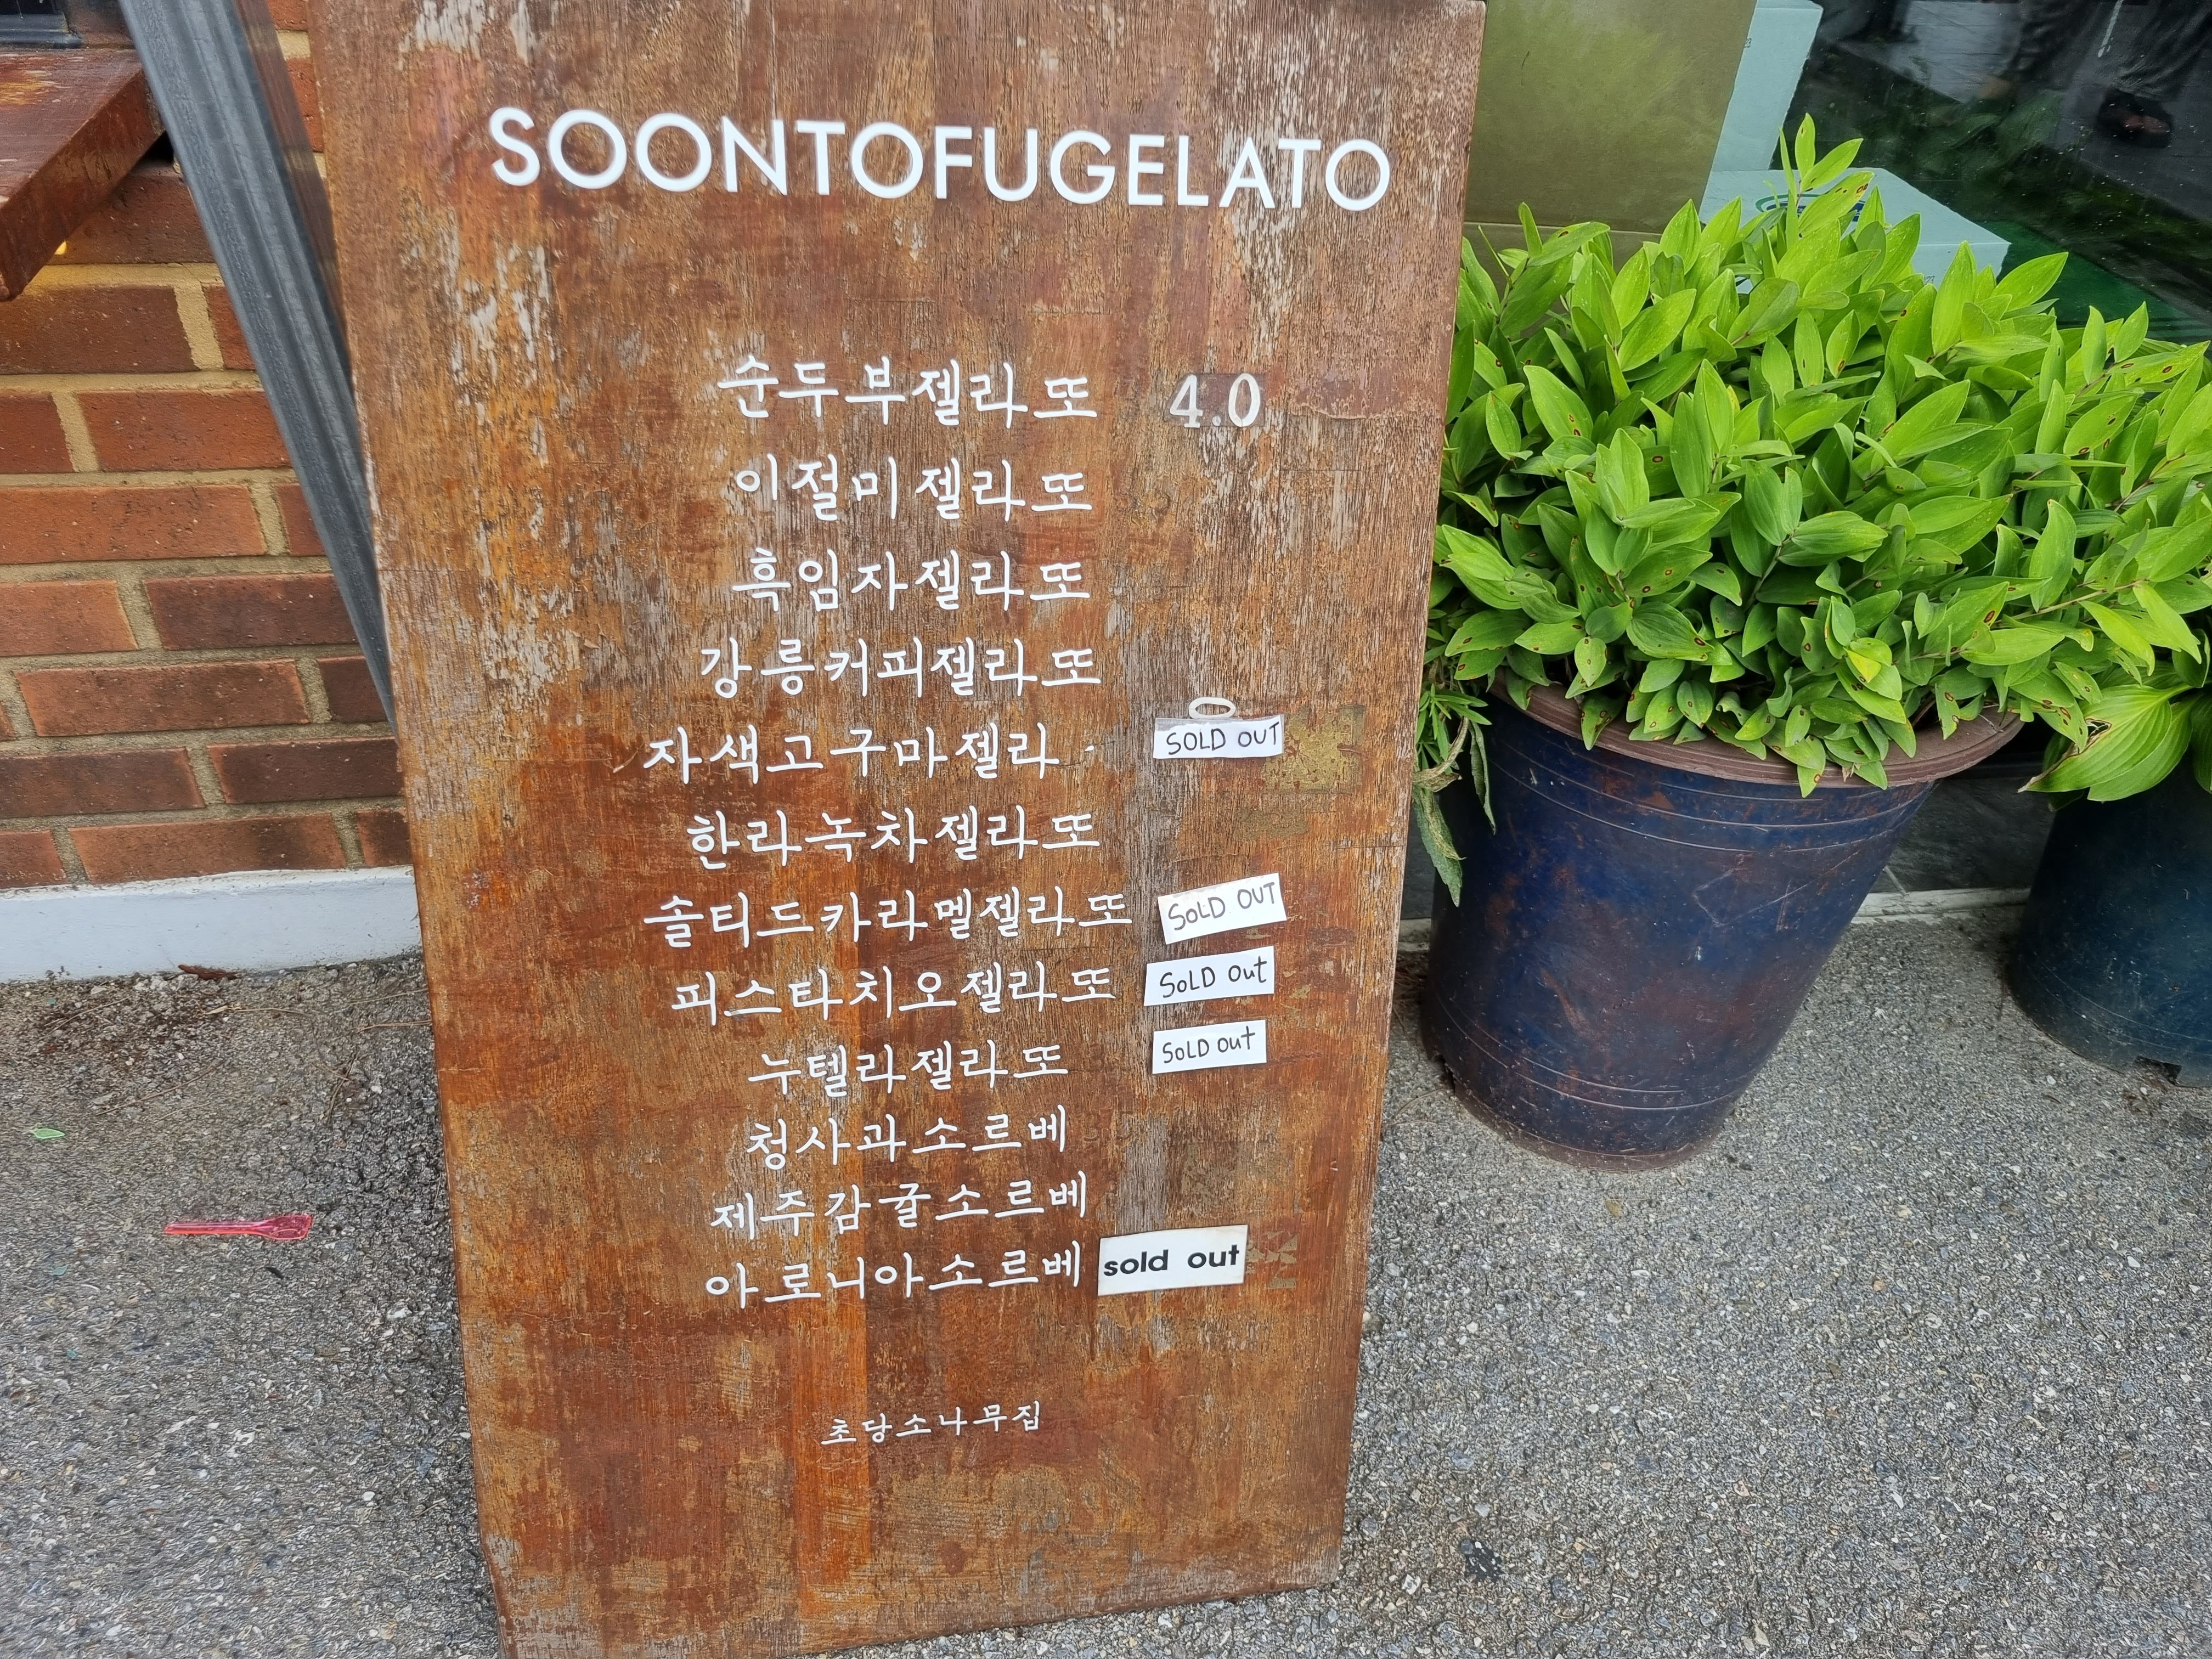 SOONTOFUGELATO
순두부젤라또 4.0
이절미젤라또
흑임자젤라또
강릉커피젤라또
자색고구마젤라 SOLD OUT
한라녹차젤라또
솔티드카라멜젤라또 SOLD OUT
피스타치오젤라또 SOLD Out
누텔라젤라또 SOLD Out
청사과소르베
제주감귤소르베
아로니아소르베 sold out
초당소나무집